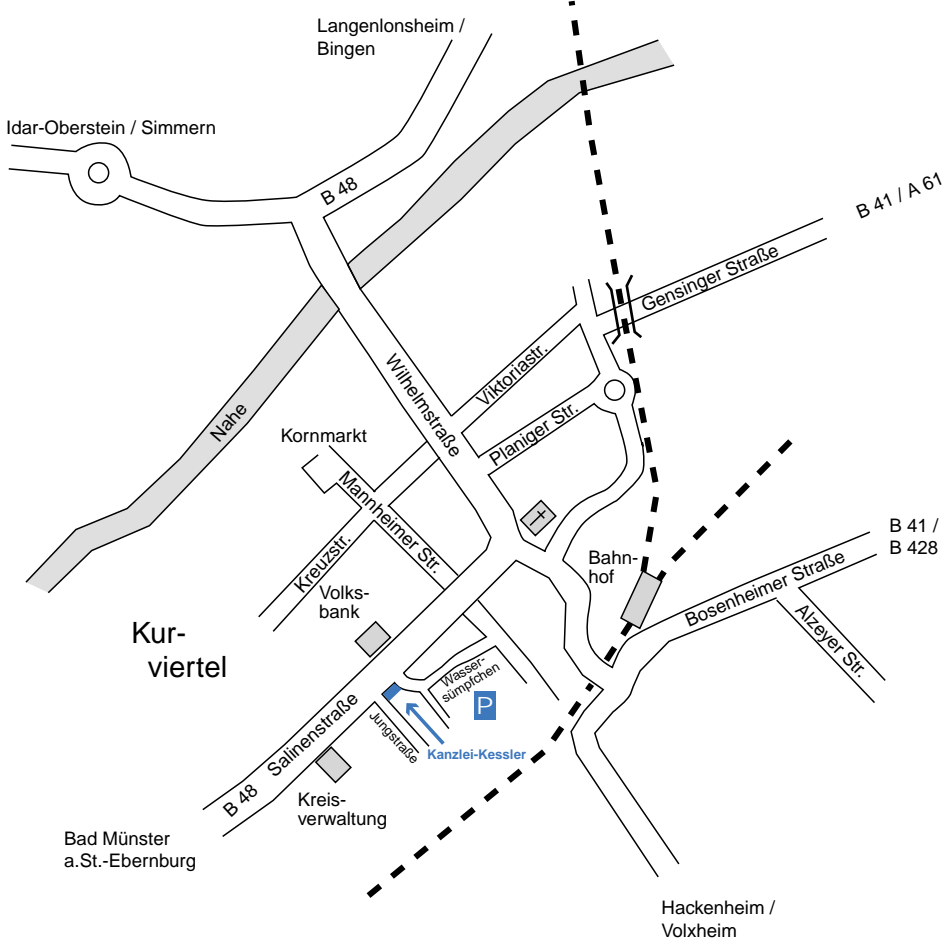 Langenlonsheim /
Bingen
Idar-Oberstein / Simmern
B 48
B 41 / A 61
Gensinger Straße
Wilhelmstraße
Viktoriastr.
Nahe
Planiger Str.
Kornmarkt
Mannheimer Str.
Kreuzstr.
B 41 /
B 428
Bahn-
hof
Bosenheimer Straße
Alzeyer Str.
Volks-
bank
Kur-
viertel
Wasser-
sümpfchen
P
Salinenstraße
Jungstraße
Kanzlei-Kessler
B 48
Kreis-
verwaltung
Bad Münster
a.St.-Ebernburg
Hackenheim /
Volxheim